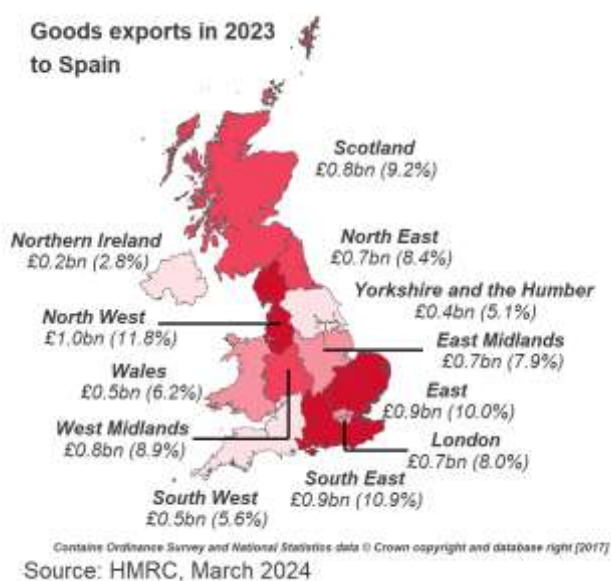 Goods exports in 2023
to Spain
Scotland
£0.8bn (9.2%)
Northern Ireland
£0.2bn (2.8%)
North East
£0.7bn (8.4%)
Yorkshire and the Humber
£0.4bn (5.1%)
North West
£1.0bn (11.8%)
East Midlands
£0.7bn (7.9%)
Wales
£0.5bn (6.2%)
East
£0.9bn (10.0%)
West Midlands
£0.8bn (8.9%)
London
£0.7bn (8.0%)
South East
£0.9bn (10.9%)
South West
£0.5bn (5.6%)
Contains Ordinance Survey and National Statistics data © Crown copyright and database right [2017]
Source: HMRC, March 2024